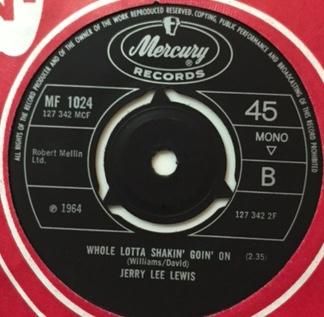 ALL RIGHTS OF THE RECORD PRODUCER AND OF THE OWNER OF THE WORK REPRODUCED RESERVED. COPYING, PUBLIC PERFORMANCE AND BROADCASTING OF THIS RECORD PROHIBITED
Mercury
RECORDS
MF 1024
127 342 MCF
45
MONO
Robert Mellin
Ltd.
B
℗ 1964
127 342 2F
WHOLE LOTTA SHAKIN' GOIN' ON (2.35)
(Williams/David)
JERRY LEE LEWIS